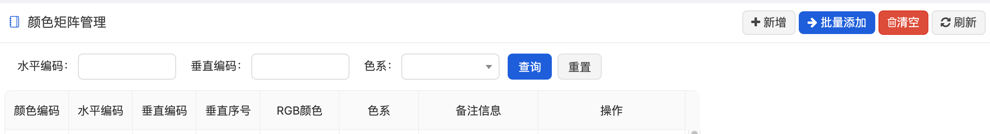 颜色矩阵管理 新增 批量添加 清空 刷新
水平编码： 垂直编码： 色系： 查询 重置
颜色编码 水平编码 垂直编码 垂直序号 RGB颜色 色系 备注信息 操作